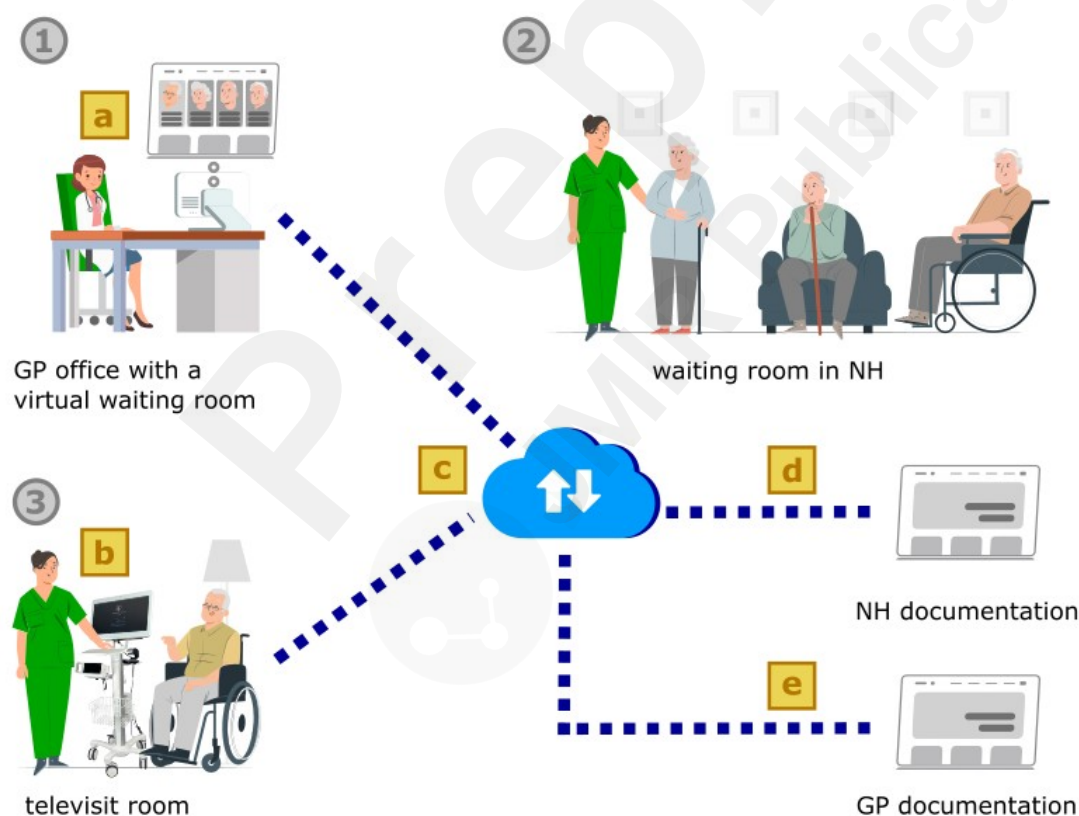 1
2
a
GP office with a
virtual waiting room
waiting room in NH
c
d
3
b
NH documentation
e
televisit room
GP documentation